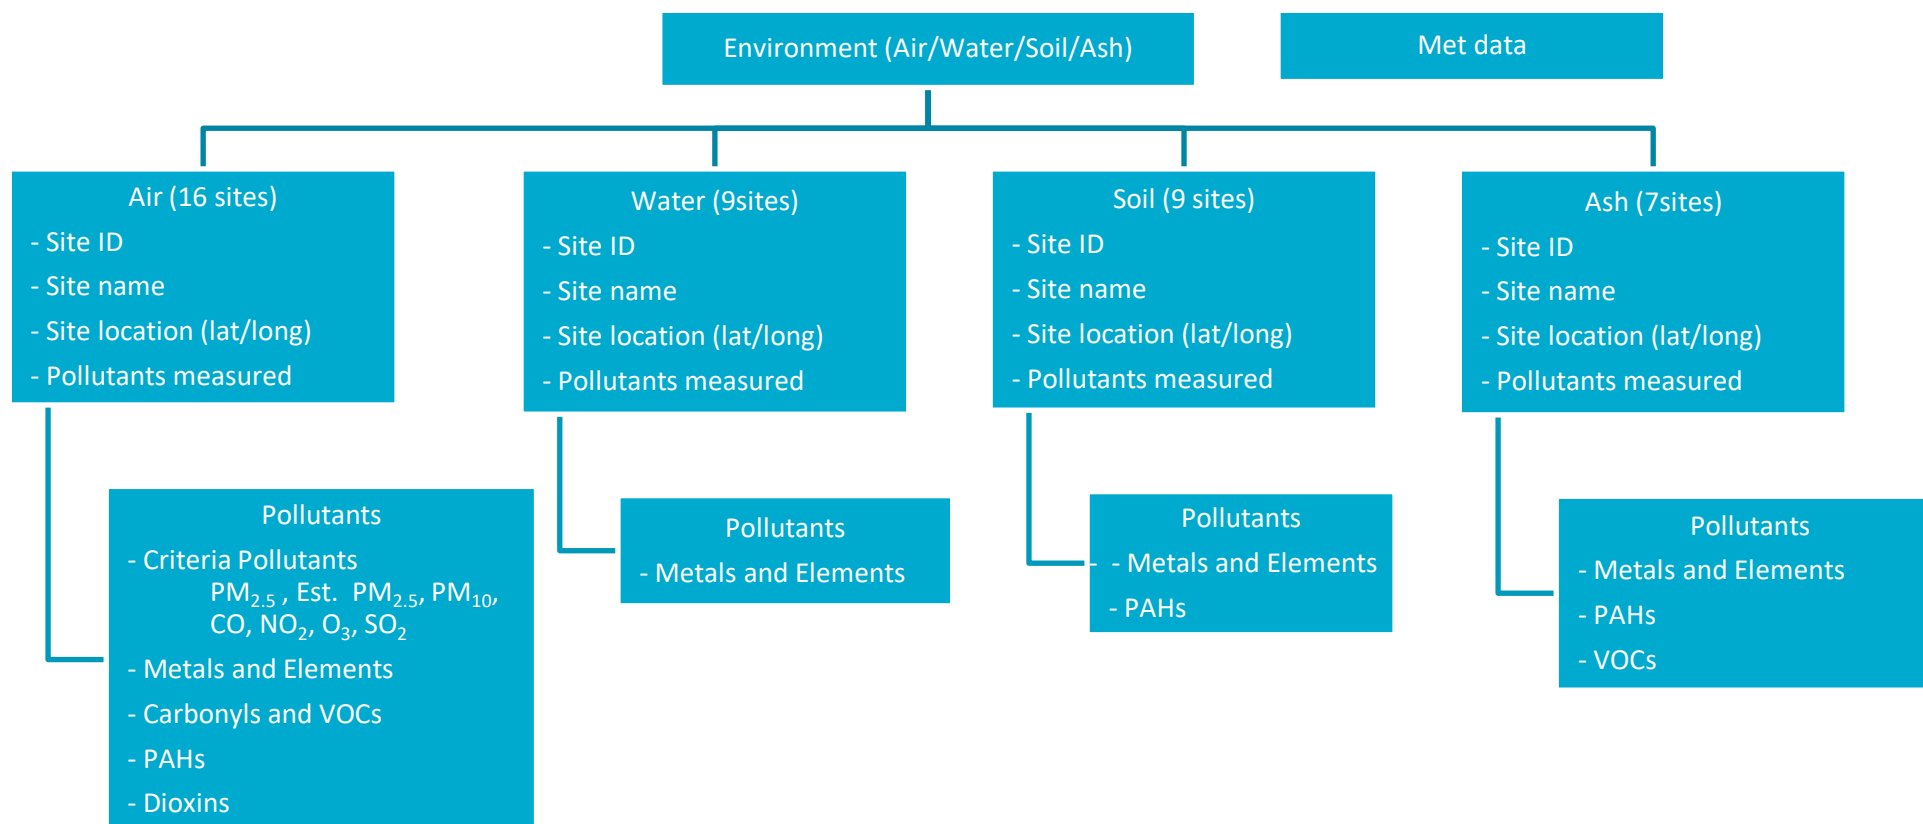 Environment (Air/Water/Soil/Ash)
Met data
Air (16 sites)
- Site ID
- Site name
- Site location (lat/long)
- Pollutants measured
Water (9sites)
- Site ID
- Site name
- Site location (lat/long)
- Pollutants measured
Soil (9 sites)
- Site ID
- Site name
- Site location (lat/long)
- Pollutants measured
Ash (7sites)
- Site ID
- Site name
- Site location (lat/long)
- Pollutants measured
Pollutants
- Criteria Pollutants
PM2.5 , Est. PM2.5, PM10,
CO, NO2, O3, SO2
- Metals and Elements
- Carbonyls and VOCs
- PAHs
- Dioxins
Pollutants
- Metals and Elements
Pollutants
- - Metals and Elements
- PAHs
Pollutants
- Metals and Elements
- PAHs
- VOCs